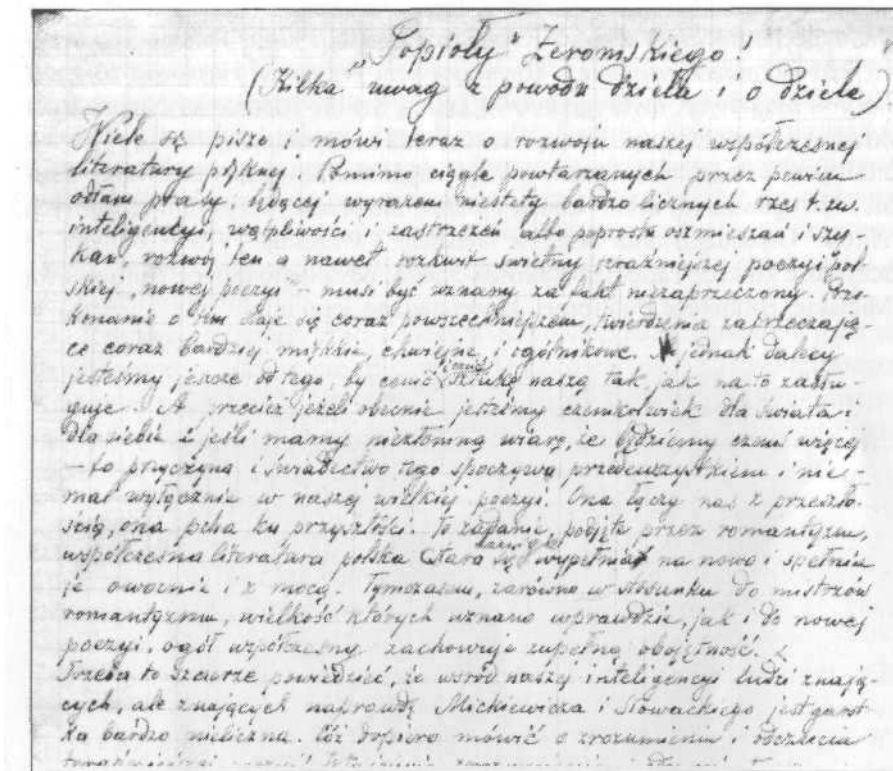 „Popioły" Żeromskiego!
(Kilka uwag z powodu dzieła i o dziele)
Wiele się pisze i mówi teraz o rozwoju naszej współczesnej
literatury pięknej. Pomimo ciągle powtarzanych przez pewien
odłam prasy, będącej wyrazem niestety bardzo licznych rzesz t. zw.
inteligencyi, wątpliwości i zastrzeżeń albo poprostu ośmieszań i szy-
kan, rozwój ten a nawet rozkwit świetny poezyi pol-
skiej, „nowej poezyi" – musi być uznany za fakt niezaprzeczony. Prze-
konanie o tem staje się coraz powszechniejszem, twierdzenia zaprzeczają-
ce coraz bardziej miękkie, chwiejne, i ogólnikowe. A jednak dalecy
jesteśmy jeszcze od tego, by cenić sztukę naszą tak, jak na to zasłu-
guje. A przecież jeżeli obecnie jesteśmy czemkolwiek dla świata i
dla siebie i jeśli mamy niezłomną wiarę, że będziemy czemś więcej
– to przyczyna i świadectwo tego spoczywa przedewszystkiem i nie-
mal wyłącznie w naszej wielkiej poezyi. Ona łączy nas z przeszło-
ścią, ona pcha ku przyszłości. To zadanie, podjęte przez romantyzm,
współczesna literatura polska stara się wypełniać na nowo i spełnia
je owocnie i z mocą. Tymczasem, zarówno w stosunku do mistrzów
romantyzmu, wielkość których uznano wprawdzie, jak i do nowej
poezyi, ogół współczesny zachowuje zupełną obojętność.
Trzeba to szczerze powiedzieć, że wśród naszej inteligencyi ludzi znają-
cych, ale znających naprawdę Mickiewicza i Słowackiego jest garst-
ka bardzo nieliczna. Cóż dopiero mówić o zrozumieniu i odczuciu